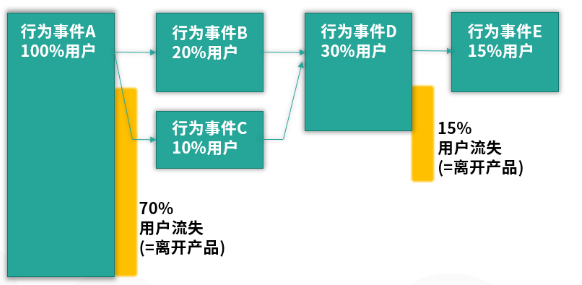 行为事件A
100%用户
行为事件B
20%用户
行为事件C
10%用户
行为事件D
30%用户
行为事件E
15%用户
70%
用户流失
(=离开产品)
15%
用户流失
(=离开产品)